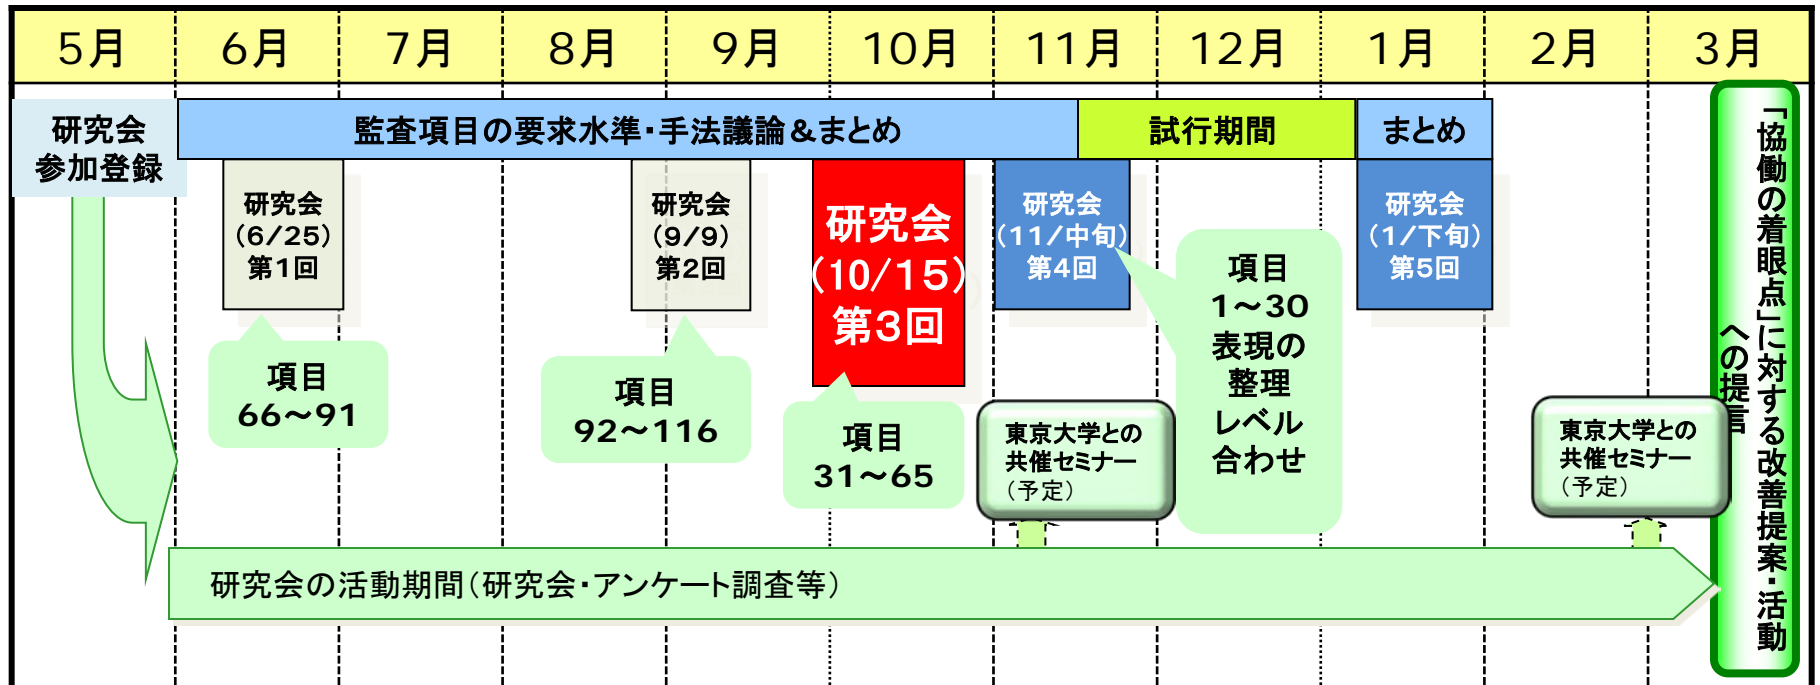 5月 6月 7月 8月 9月 10月 11月 12月 1月 2月 3月
研究会
参加登録
監査項目の要求水準・手法議論＆まとめ
試行期間
まとめ
研究会
(6/25)
第1回
研究会
(9/9)
第2回
研究会
(10/15)
第3回
研究会
(11/中旬)
第4回
研究会
(1/下旬)
第5回
項目
66～91
項目
92～116
項目
31～65
項目
1～30
表現の
整理
レベル
合わせ
東京大学との
共催セミナー
（予定）
東京大学との
共催セミナー
（予定）
「協働の着眼点」に対する改善提案・活動
への提言
研究会の活動期間（研究会・アンケート調査等）